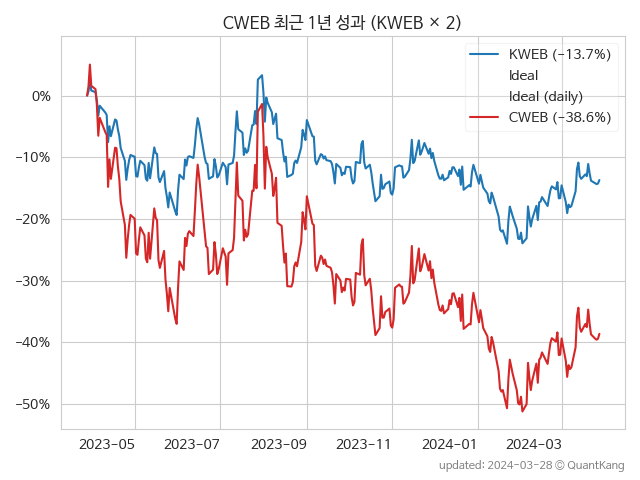 CWEB 최근 1년 성과 (KWEB × 2)
KWEB (−13.7%)
Ideal
Ideal (daily)
CWEB (−38.6%)
0%
−10%
−20%
−30%
−40%
−50%
2023-05 2023-07 2023-09 2023-11 2024-01 2024-03
updated: 2024-03-28 © QuantKang